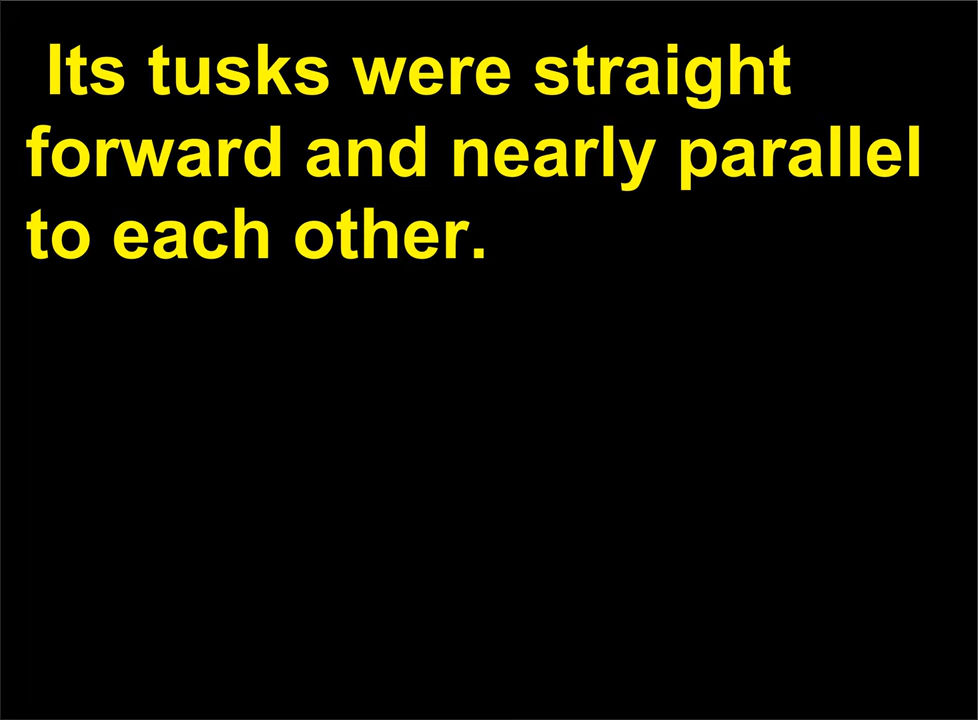 Its tusks were straight
forward and nearly parallel
to each other.